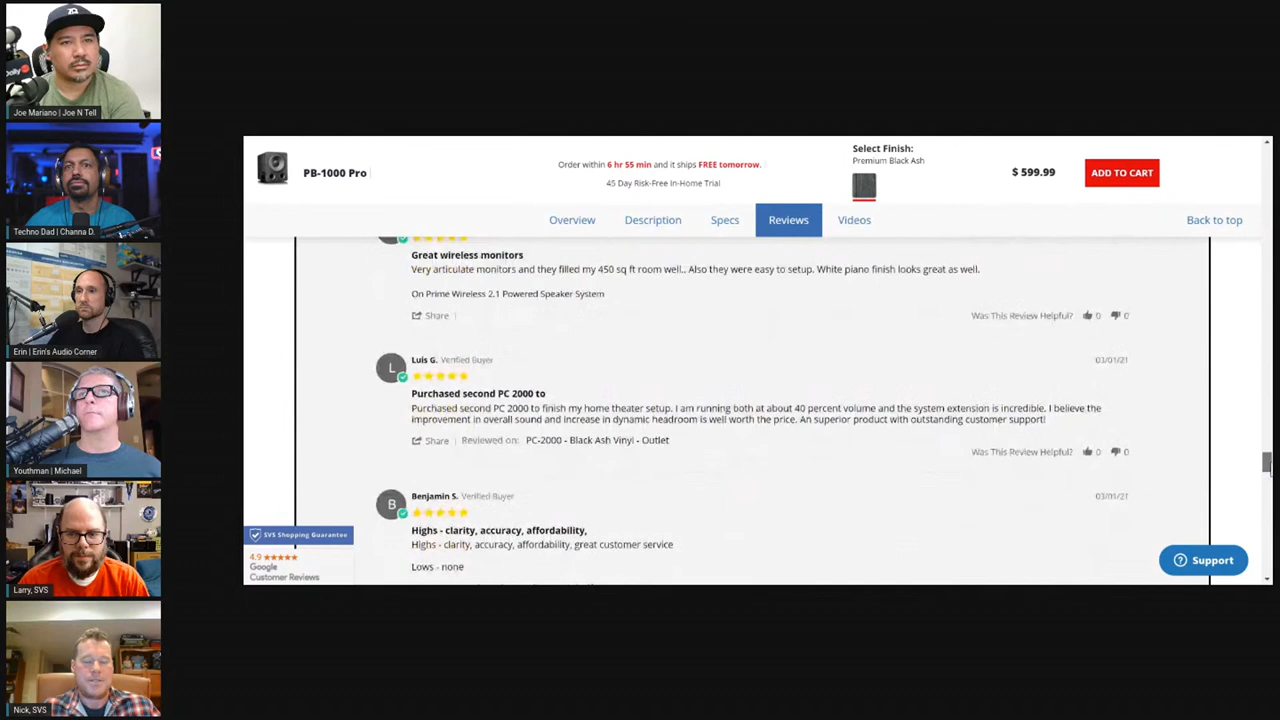 Joe Mariano | Joe N Tell
Techno Dad | Channa D.
Erin | Erin's Audio Corner
Youthman | Michael
Larry, SVS
Nick, SVS
PB-1000 Pro
Order within 6 hr 55 min and it ships FREE tomorrow.
45 Day Risk-Free In-Home Trial
Select Finish:
Premium Black Ash
$ 599.99
ADD TO CART
Overview
Description
Specs
Reviews
Videos
Back to top
Great wireless monitors
Very articulate monitors and they filled my 450 sq ft room well.. Also they were easy to setup. White piano finish looks great as well.
On Prime Wireless 2.1 Powered Speaker System
Share
Was This Review Helpful? 0 0
L
Luis G. Verified Buyer
03/01/21
Purchased second PC 2000 to
Purchased second PC 2000 to finish my home theater setup. I am running both at about 40 percent volume and the system extension is incredible. I believe the
improvement in overall sound and increase in dynamic headroom is well worth the price. An superior product with outstanding customer support!
Share Reviewed on: PC-2000 - Black Ash Vinyl - Outlet
Was This Review Helpful? 0 0
B
Benjamin S. Verified Buyer
03/01/21
Highs - clarity, accuracy, affordability,
Highs - clarity, accuracy, affordability, great customer service
Lows - none
SVS Shopping Guarantee
4.9
Google
Customer Reviews
Support